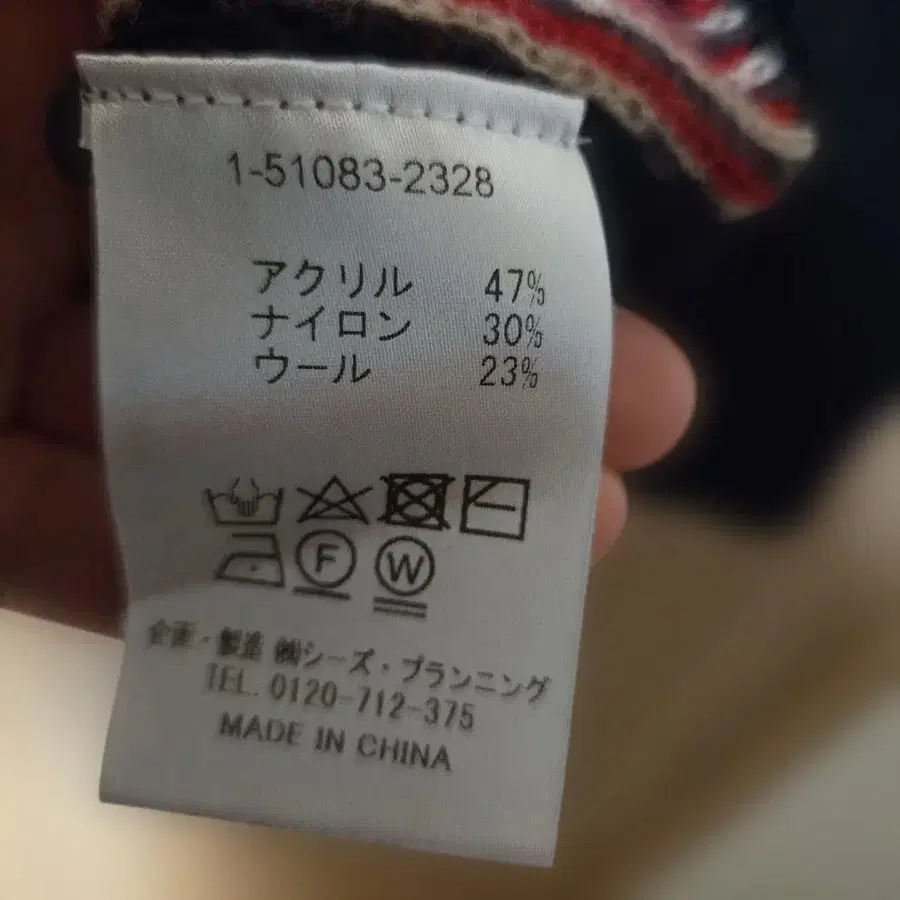 1-51083-2328
アクリル 47%
ナイロン 30%
ウール 23%
F W
企画・製造 ㈱シーズ・プランニング
TEL. 0120-712-375
MADE IN CHINA